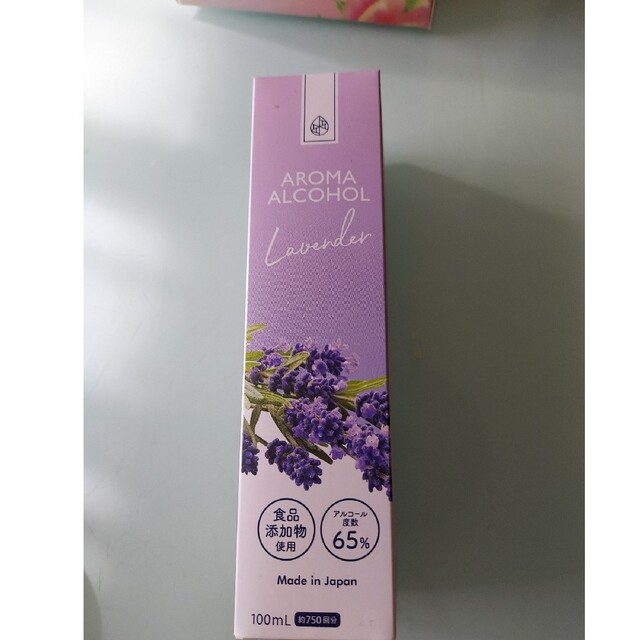 AROMA
ALCOHOL
Lavender
食品
添加物
使用
アルコール
度数
65%
Made in Japan
100mL 約750回分